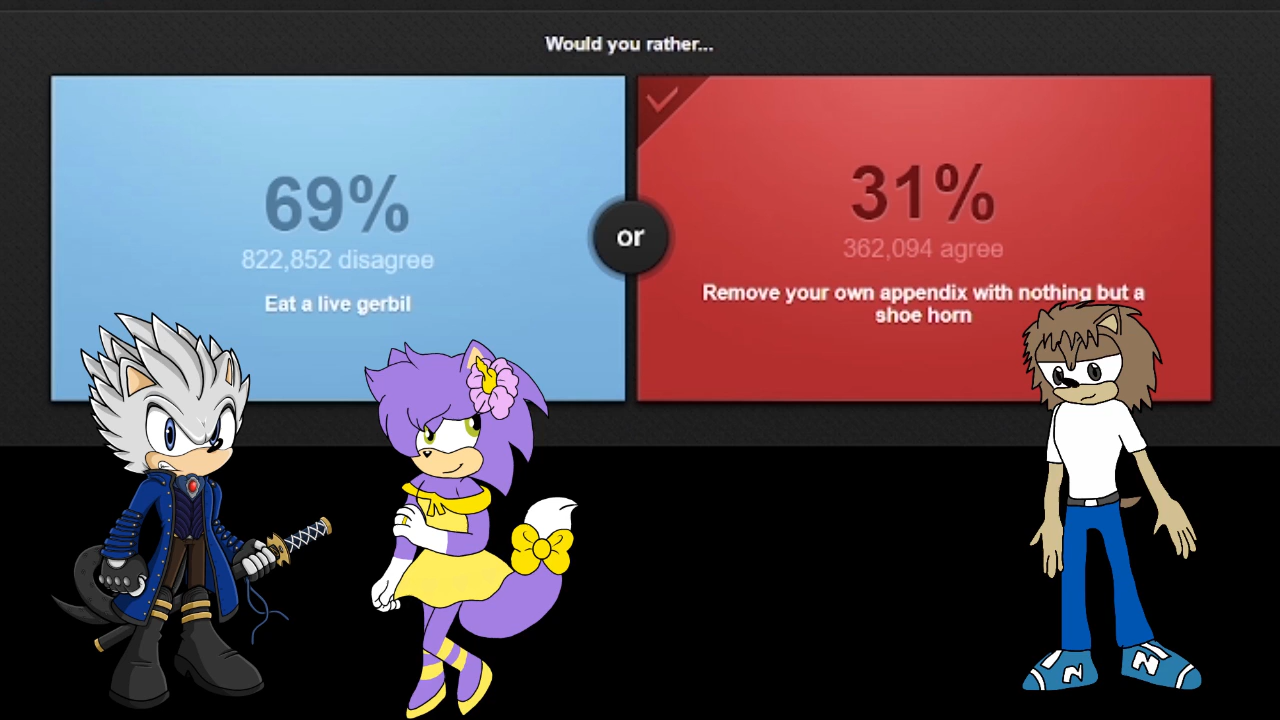 Would you rather...
69%
822,852 disagree
Eat a live gerbil
or
31%
362,094 agree
Remove your own appendix with nothing but a
shoe horn
N N